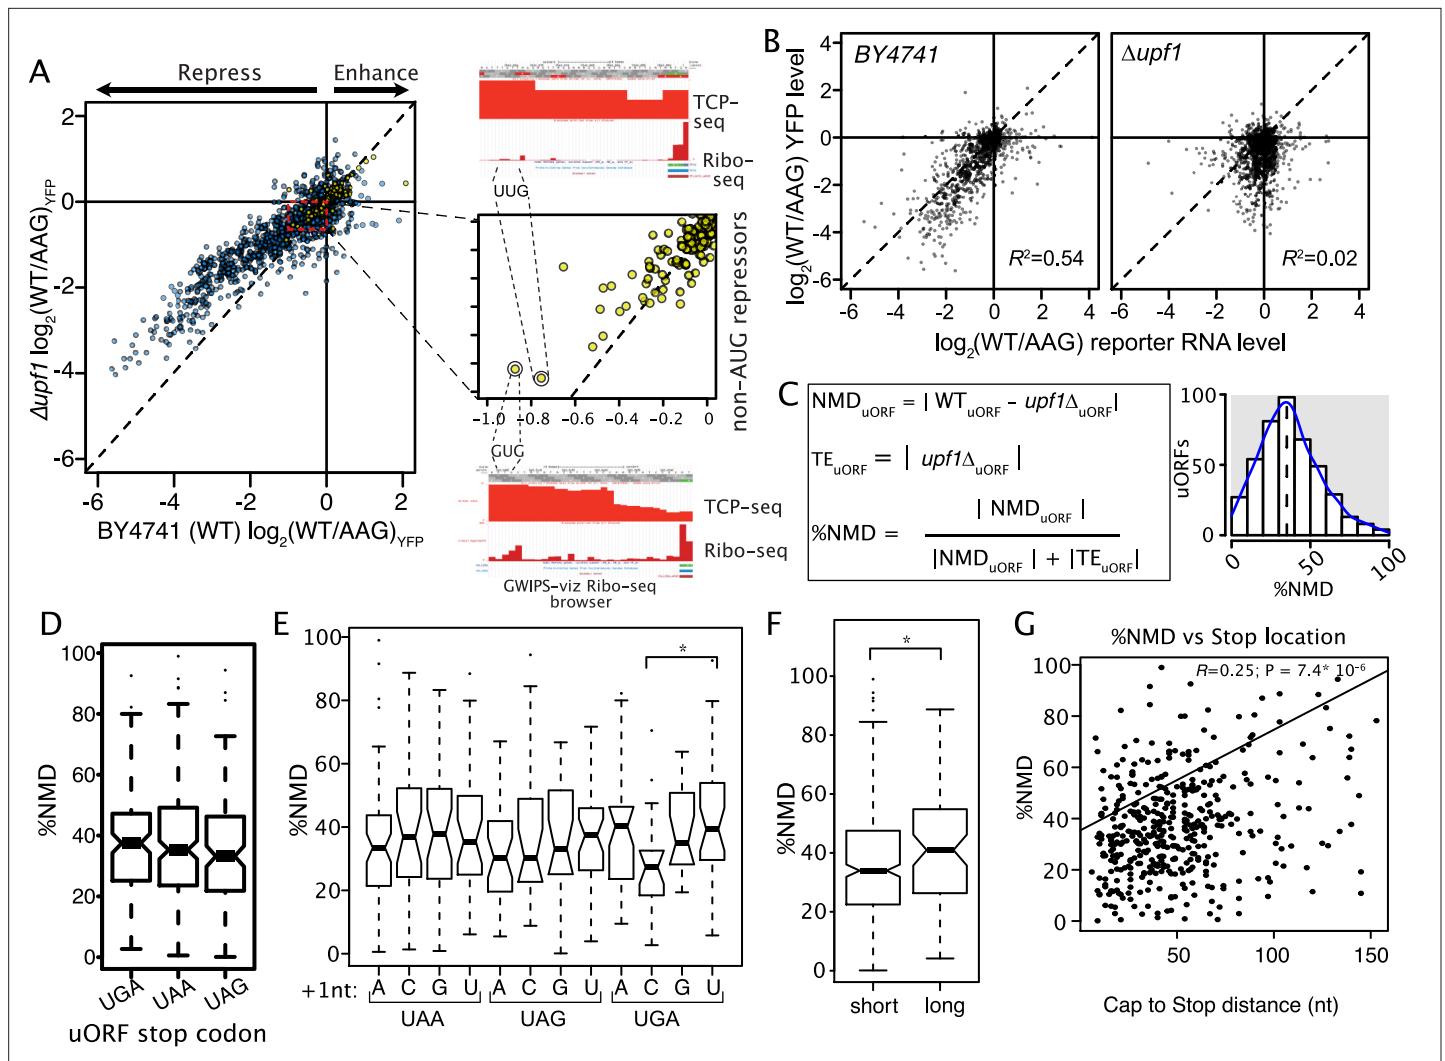 A
Repress
Enhance
2
0
-2
-4
-6
Δupf1 log2(WT/AAG)YFP
-6
-4
-2
0
2
BY4741 (WT) log2(WT/AAG)YFP
TCP-
seq
Ribo-
seq
UUG
-1.0
-0.8
-0.6
-0.4
-0.2
0
non-AUG repressors
GUG
TCP-seq
Ribo-seq
GWIPS-viz Ribo-seq
browser
B
BY4741
Δupf1
4
2
0
-2
-4
-6
log2(WT/AAG) YFP level
R2=0.54
R2=0.02
-6
-4
-2
0
2
4
-6
-4
-2
0
2
4
log2(WT/AAG) reporter RNA level
C
NMDuORF = | WTuORF - upf1ΔuORF|
TEuORF = | upf1ΔuORF |
%NMD = | NMDuORF |
|NMDuORF| + |TEuORF|
100
50
0
uORFs
0
50
100
%NMD
D
100
80
60
40
20
0
%NMD
UGA
UAA
UAG
uORF stop codon
E
100
80
60
40
20
0
%NMD
*
+1nt: A C G U A C G U A C G U
UAA
UAG
UGA
F
100
80
60
40
20
0
%NMD
*
short
long
G
%NMD vs Stop location
R=0.25; P = 7.4* 10-6
100
80
60
40
20
0
%NMD
50
100
150
Cap to Stop distance (nt)